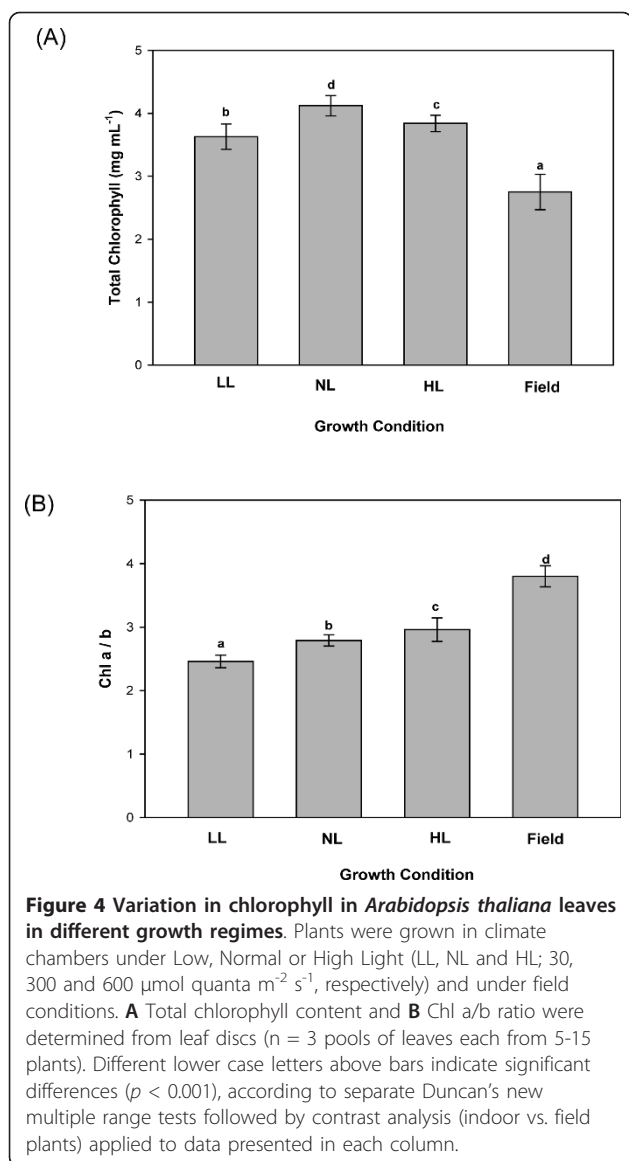 (A)
5
4
3
2
1
0
Total Chlorophyll (mg mL⁻¹)
b
d
c
a
LL NL HL Field
Growth Condition
(B)
5
4
3
2
1
0
Chl a / b
a
b
c
d
LL NL HL Field
Growth Condition
Figure 4 Variation in chlorophyll in Arabidopsis thaliana leaves
in different growth regimes. Plants were grown in climate
chambers under Low, Normal or High Light (LL, NL and HL; 30,
300 and 600 μmol quanta m⁻² s⁻¹, respectively) and under field
conditions. A Total chlorophyll content and B Chl a/b ratio were
determined from leaf discs (n = 3 pools of leaves each from 5-15
plants). Different lower case letters above bars indicate significant
differences (p < 0.001), according to separate Duncan's new
multiple range tests followed by contrast analysis (indoor vs. field
plants) applied to data presented in each column.